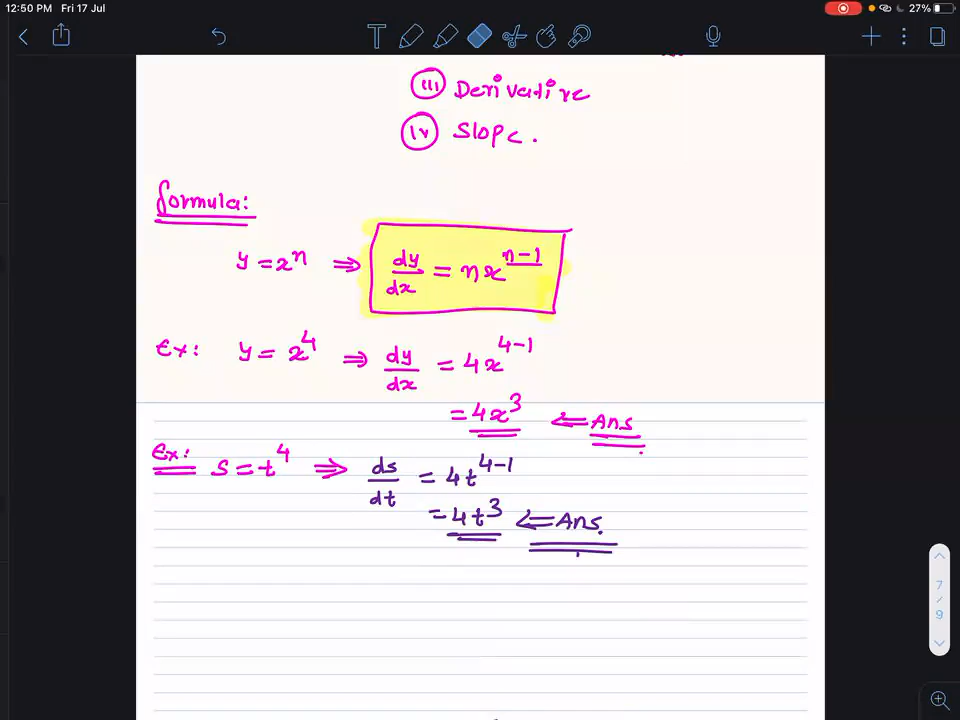 12:50 PM Fri 17 Jul
27%
(iii) Derivative
(iv) Slope.
formula:
y = x^n ⇒ dy/dx = nx^(n-1)
Ex: y = x^4 ⇒ dy/dx = 4x^(4-1)
= 4x^3 ⇐ Ans.
Ex: s = t^4 ⇒ ds/dt = 4t^(4-1)
= 4t^3 ⇐ Ans.
7/9